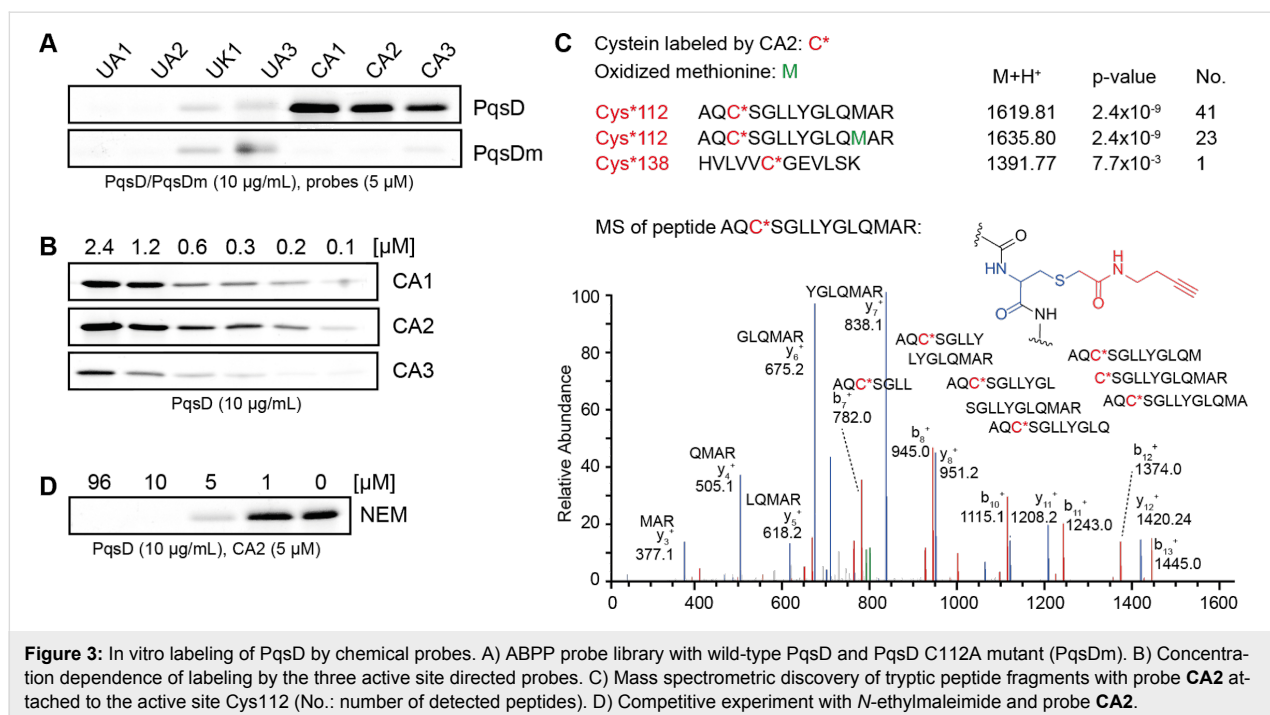 A
UA1 UA2 UK1 UA3 CA1 CA2 CA3
PqsD
PqsDm
PqsD/PqsDm (10 µg/mL), probes (5 µM)
B
2.4 1.2 0.6 0.3 0.2 0.1 [µM]
CA1
CA2
CA3
PqsD (10 µg/mL)
D
96 10 5 1 0 [µM]
NEM
PqsD (10 µg/mL), CA2 (5 µM)
C
Cystein labeled by CA2: C*
Oxidized methionine: M
M+H⁺ p-value No.
Cys*112 AQC*SGLLYGLQMAR 1619.81 2.4x10⁻⁹ 41
Cys*112 AQC*SGLLYGLQMAR 1635.80 2.4x10⁻⁹ 23
Cys*138 HVLVVC*GEVLSK 1391.77 7.7x10⁻³ 1
MS of peptide AQC*SGLLYGLQMAR:
O
HN
S
O
NH
O
H
N
Relative Abundance
100
80
60
40
20
0
0 400 600 800 1000 1200 1400 1600
MAR
y₃⁺
377.1
QMAR
y₄⁺
505.1
LQMAR
y₅⁺
618.2
GLQMAR
y₆⁺
675.2
YGLQMAR
y₇⁺
838.1
AQC*SGLL
b₇⁺
782.0
AQC*SGLLY
LYGLQMAR
AQC*SGLLYGL
SGLLYGLQMAR
AQC*SGLLYGLQ
AQC*SGLLYGLQM
C*SGLLYGLQMAR
AQC*SGLLYGLQMA
b₈⁺
945.0
y₈⁺
951.2
b₁₀⁺
1115.1
y₁₁⁺
1208.2
b₁₁⁺
1243.0
b₁₂⁺
1374.0
y₁₂⁺
1420.24
b₁₃⁺
1445.0
Figure 3: In vitro labeling of PqsD by chemical probes. A) ABPP probe library with wild-type PqsD and PqsD C112A mutant (PqsDm). B) Concentra-
tion dependence of labeling by the three active site directed probes. C) Mass spectrometric discovery of tryptic peptide fragments with probe CA2 at-
tached to the active site Cys112 (No.: number of detected peptides). D) Competitive experiment with N-ethylmaleimide and probe CA2.